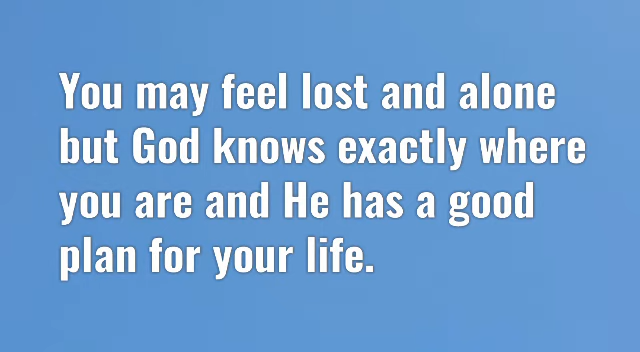 You may feel lost and alone
but God knows exactly where
you are and He has a good
plan for your life.